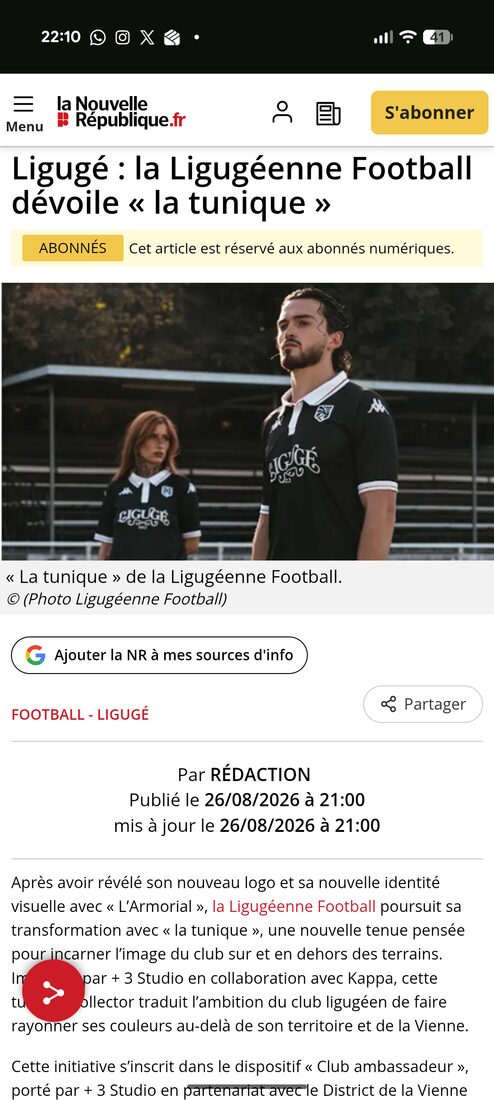 22:10
41
Menu
la Nouvelle
République.fr
S'abonner
Ligugé : la Ligugéenne Football
dévoile « la tunique »
ABONNÉS Cet article est réservé aux abonnés numériques.
LIGUGÉ
LIGUGÉ
« La tunique » de la Ligugéenne Football.
© (Photo Ligugéenne Football)
Ajouter la NR à mes sources d'info
Partager
FOOTBALL - LIGUGÉ
Par RÉDACTION
Publié le 26/08/2026 à 21:00
mis à jour le 26/08/2026 à 21:00
Après avoir révélé son nouveau logo et sa nouvelle identité
visuelle avec « L’Armorial », la Ligugéenne Football poursuit sa
transformation avec « la tunique », une nouvelle tenue pensée
pour incarner l’image du club sur et en dehors des terrains.
par + 3 Studio en collaboration avec Kappa, cette
collector traduit l’ambition du club ligugéen de faire
rayonner ses couleurs au-delà de son territoire et de la Vienne.
Cette initiative s’inscrit dans le dispositif « Club ambassadeur »,
porté par + 3 Studio en partenariat avec le District de la Vienne